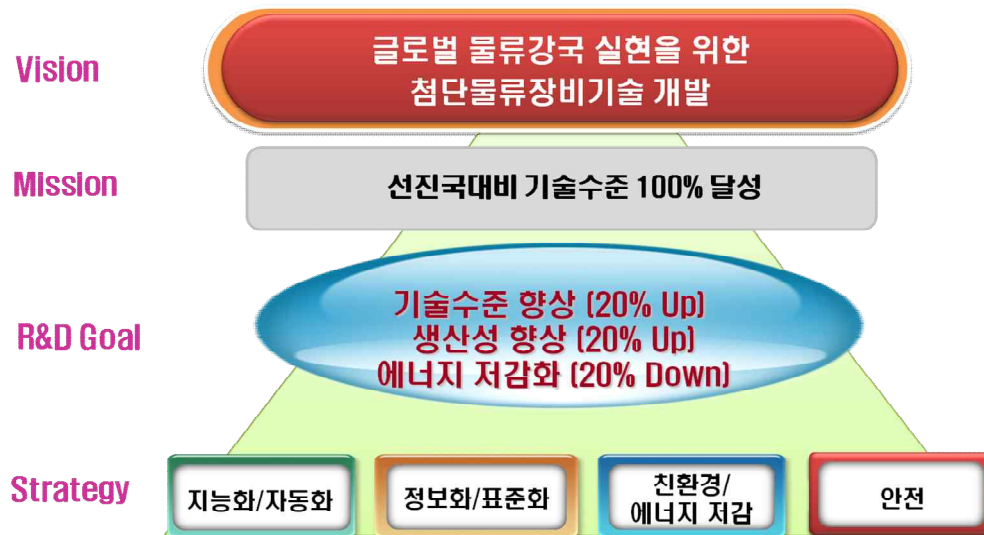 Vision
글로벌 물류강국 실현을 위한
첨단물류장비기술 개발
Mission
선진국대비 기술수준 100% 달성
R&D Goal
기술수준 향상 (20% Up)
생산성 향상 (20% Up)
에너지 저감화 (20% Down)
Strategy
지능화/자동화
정보화/표준화
친환경/
에너지 저감
안전